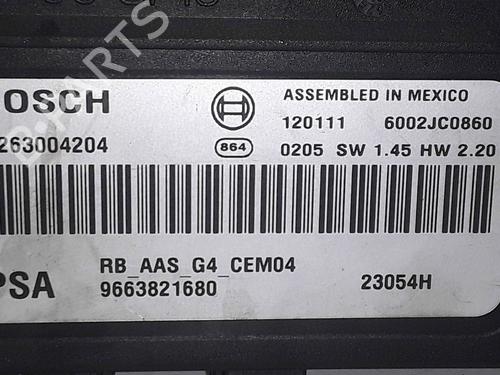 OSCH
ASSEMBLED IN MEXICO
120111 6002JC0860
263004204
864
0205 SW 1.45 HW 2.20
PSA
RB_AAS_G4_CEM04
9663821680
23054H